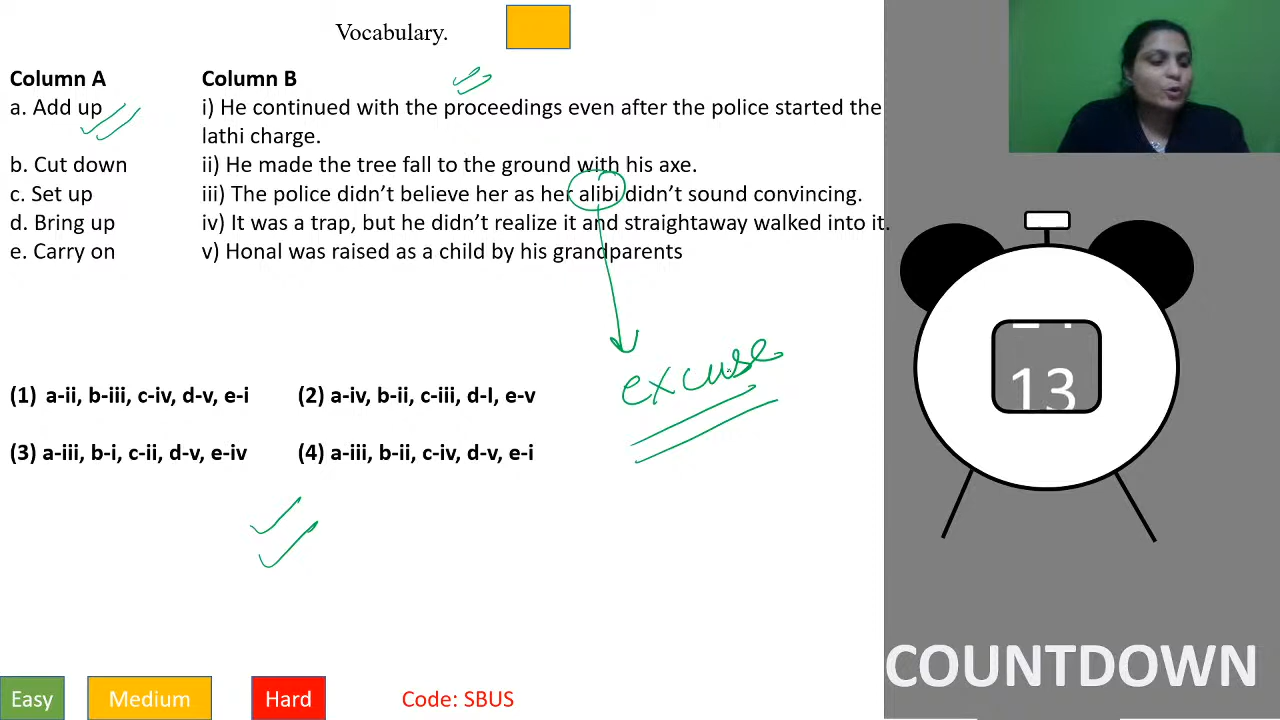 Vocabulary.
Column A Column B
a. Add up i) He continued with the proceedings even after the police started the
lathi charge.
b. Cut down ii) He made the tree fall to the ground with his axe.
c. Set up iii) The police didn’t believe her as her alibi didn’t sound convincing.
d. Bring up iv) It was a trap, but he didn’t realize it and straightaway walked into it.
e. Carry on v) Honal was raised as a child by his grandparents
excuse
(1) a-ii, b-iii, c-iv, d-v, e-i (2) a-iv, b-ii, c-iii, d-I, e-v
(3) a-iii, b-i, c-ii, d-v, e-iv (4) a-iii, b-ii, c-iv, d-v, e-i
13
COUNTDOWN
Easy Medium Hard Code: SBUS